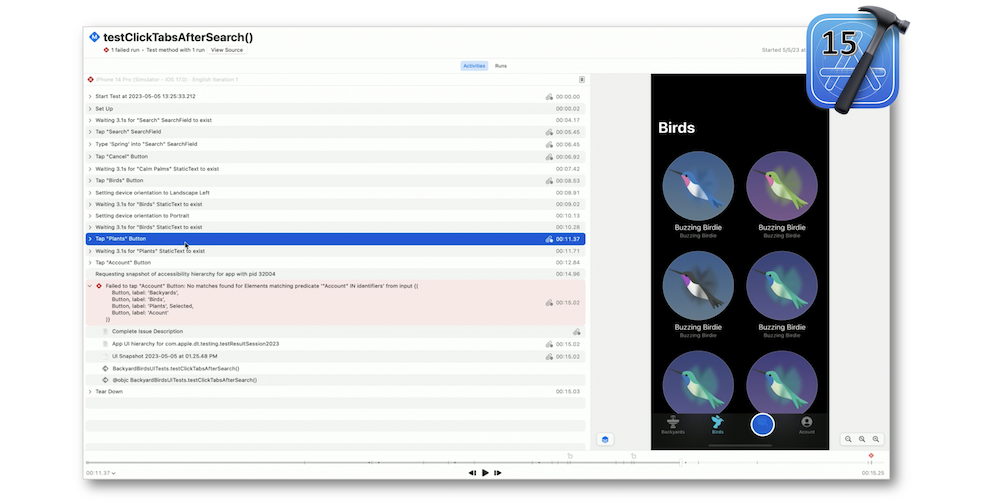 testClickTabsAfterSearch()
1 failed run • Test method with 1 run View Source
Started 5/5/23 at
15
Activities Runs
iPhone 14 Pro (Simulator - iOS 17.0) English Iteration 1
Start Test at 2023-05-05 13:25:33.212 00:00.00
Set Up 00:00.02
Waiting 3.1s for "Search" SearchField to exist 00:04.17
Tap "Search" SearchField 00:05.45
Type 'Spring' into "Search" SearchField 00:06.45
Tap "Cancel" Button 00:06.92
Waiting 3.1s for "Calm Palms" StaticText to exist 00:07.42
Tap "Birds" Button 00:08.53
Setting device orientation to Landscape Left 00:08.91
Waiting 3.1s for "Birds" StaticText to exist 00:09.02
Setting device orientation to Portrait 00:10.13
Waiting 3.1s for "Birds" StaticText to exist 00:10.28
Tap "Plants" Button 00:11.37
Waiting 3.1s for "Plants" StaticText to exist 00:11.71
Tap "Account" Button 00:12.84
Requesting snapshot of accessibility hierarchy for app with pid 32004 00:14.96
Failed to tap "Account" Button: No matches found for Elements matching predicate '"Account" IN identifiers' from input {(
Button, label: 'Backyards',
Button, label: 'Birds',
Button, label: 'Plants', Selected,
Button, label: 'Acount'
)} 00:15.02
Complete Issue Description
App UI hierarchy for com.apple.dt.testing.testResultSession2023 00:15.02
UI Snapshot 2023-05-05 at 01.25.48 PM 00:15.02
BackyardBirdsUITests.testClickTabsAfterSearch()
@objc BackyardBirdsUITests.testClickTabsAfterSearch()
Tear Down 00:15.03
Birds
Buzzing Birdie Buzzing Birdie
Buzzing Birdie Buzzing Birdie
Buzzing Birdie Buzzing Birdie
Buzzing Birdie Buzzing Birdie
Backyards Birds Acount
00:11.37 00:15.25